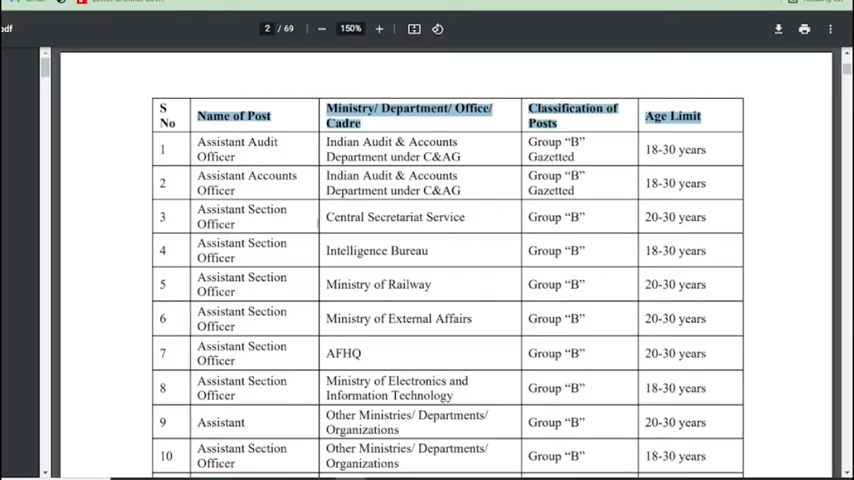 pdf
2 / 69
150%
S
No
Name of Post
Ministry/ Department/ Office/
Cadre
Classification of
Posts
Age Limit
1
Assistant Audit
Officer
Indian Audit & Accounts
Department under C&AG
Group “B”
Gazetted
18-30 years
2
Assistant Accounts
Officer
Indian Audit & Accounts
Department under C&AG
Group “B”
Gazetted
18-30 years
3
Assistant Section
Officer
Central Secretariat Service
Group “B”
20-30 years
4
Assistant Section
Officer
Intelligence Bureau
Group “B”
18-30 years
5
Assistant Section
Officer
Ministry of Railway
Group “B”
20-30 years
6
Assistant Section
Officer
Ministry of External Affairs
Group “B”
20-30 years
7
Assistant Section
Officer
AFHQ
Group “B”
20-30 years
8
Assistant Section
Officer
Ministry of Electronics and
Information Technology
Group “B”
18-30 years
9
Assistant
Other Ministries/ Departments/
Organizations
Group “B”
20-30 years
10
Assistant Section
Officer
Other Ministries/ Departments/
Organizations
Group “B”
18-30 years